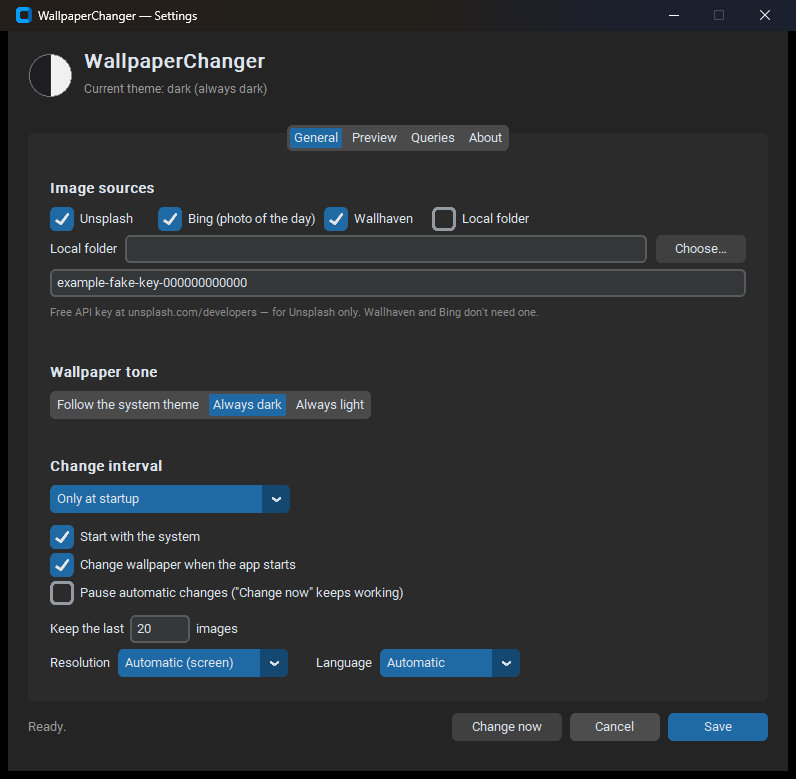 WallpaperChanger — Settings
WallpaperChanger
Current theme: dark (always dark)
General Preview Queries About
Image sources
Unsplash Bing (photo of the day) Wallhaven Local folder
Local folder Choose...
example-fake-key-000000000000
Free API key at unsplash.com/developers — for Unsplash only. Wallhaven and Bing don't need one.
Wallpaper tone
Follow the system theme Always dark Always light
Change interval
Only at startup
Start with the system
Change wallpaper when the app starts
Pause automatic changes ("Change now" keeps working)
Keep the last 20 images
Resolution Automatic (screen) Language Automatic
Ready. Change now Cancel Save